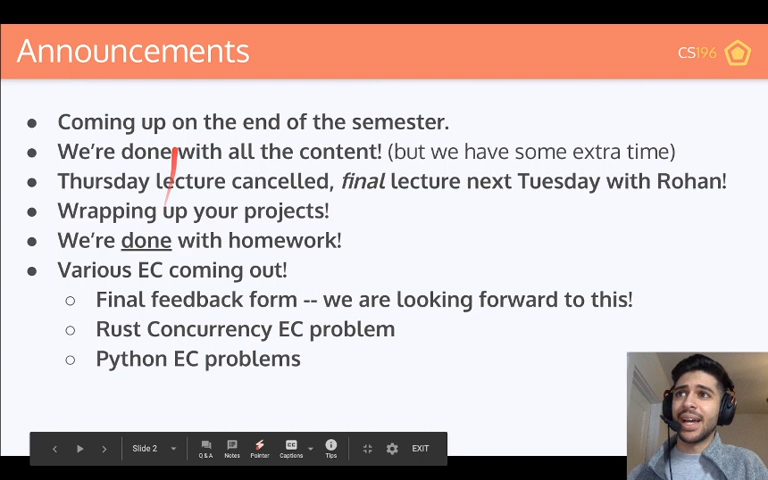 Announcements
CS196
● Coming up on the end of the semester.
● We're done with all the content! (but we have some extra time)
● Thursday lecture cancelled, final lecture next Tuesday with Rohan!
● Wrapping up your projects!
● We're done with homework!
● Various EC coming out!
○ Final feedback form -- we are looking forward to this!
○ Rust Concurrency EC problem
○ Python EC problems
Slide 2
Q & A
Notes
Pointer
CC
Captions
Tips
EXIT